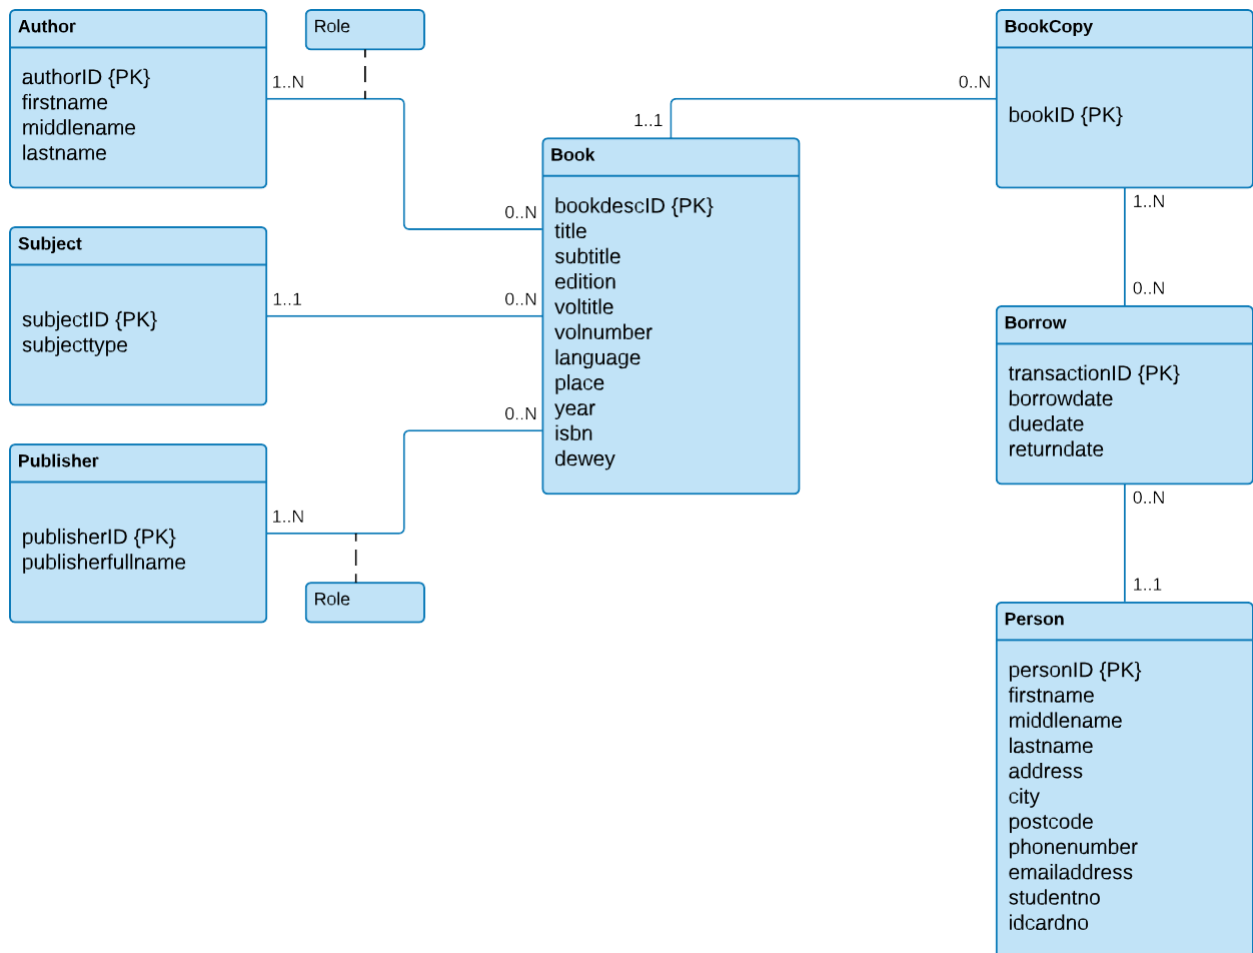 Author
authorID {PK}
firstname
middlename
lastname
Role
1..N
0..N
Subject
subjectID {PK}
subjecttype
1..1
0..N
Publisher
publisherID {PK}
publisherfullname
1..N
0..N
Role
Book
bookdescID {PK}
title
subtitle
edition
voltitle
volnumber
language
place
year
isbn
dewey
1..1
0..N
BookCopy
bookID {PK}
1..N
0..N
Borrow
transactionID {PK}
borrowdate
duedate
returndate
0..N
1..1
Person
personID {PK}
firstname
middlename
lastname
address
city
postcode
phonenumber
emailaddress
studentno
idcardno